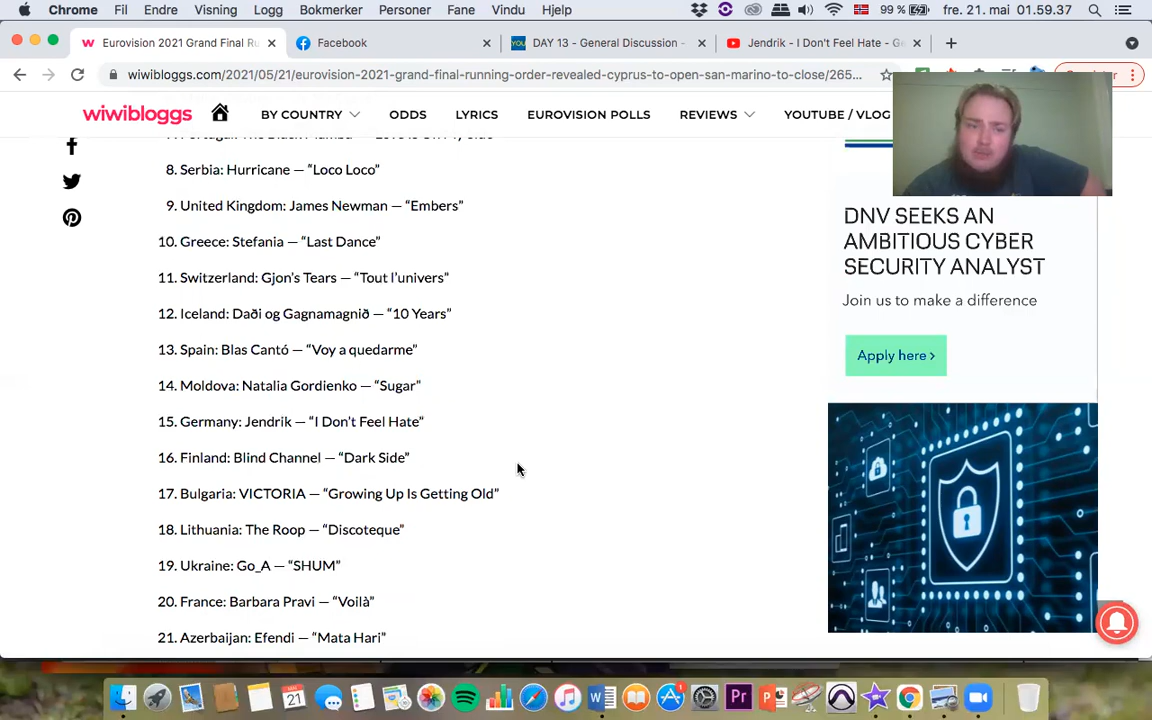 Chrome Fil Endre Visning Logg Bokmerker Personer Fane Vindu Hjelp 99 % fre. 21. mai 01.59.37
w Eurovision 2021 Grand Final Ru
Facebook
YOU DAY 13 - General Discussion -
Jendrik - I Don't Feel Hate - Ge
wiwibloggs.com/2021/05/21/eurovision-2021-grand-final-running-order-revealed-cyprus-to-open-san-marino-to-close/265...
wiwibloggs BY COUNTRY ODDS LYRICS EUROVISION POLLS REVIEWS YOUTUBE / VLOG
8. Serbia: Hurricane — “Loco Loco”
9. United Kingdom: James Newman — “Embers”
10. Greece: Stefania — “Last Dance”
11. Switzerland: Gjon’s Tears — “Tout l’univers”
12. Iceland: Daði og Gagnamagnið — “10 Years”
13. Spain: Blas Cantó — “Voy a quedarme”
14. Moldova: Natalia Gordienko — “Sugar”
15. Germany: Jendrik — “I Don’t Feel Hate”
16. Finland: Blind Channel — “Dark Side”
17. Bulgaria: VICTORIA — “Growing Up Is Getting Old”
18. Lithuania: The Roop — “Discoteque”
19. Ukraine: Go_A — “SHUM”
20. France: Barbara Pravi — “Voilà”
21. Azerbaijan: Efendi — “Mata Hari”
DNV SEEKS AN
AMBITIOUS CYBER
SECURITY ANALYST
Join us to make a difference
Apply here ›
MAI
21
W
1
Pr
P